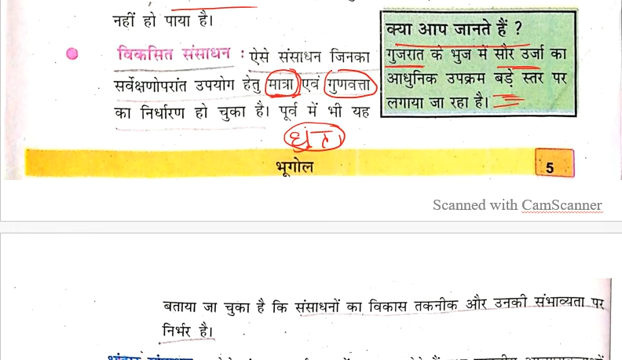 नहीं हो पाया है।
विकसित संसाधन : ऐसे संसाधन जिनका
सर्वेक्षणोपरांत उपयोग हेतु मात्रा एवं गुणवत्ता
का निर्धारण हो चुका है। पूर्व में भी यह
क्या आप जानते हैं ?
गुजरात के भुज में सौर उर्जा का
आधुनिक उपक्रम बड़े स्तर पर
लगाया जा रहा है।
भूगोल
5
Scanned with CamScanner
बताया जा चुका है कि संसाधनों का विकास तकनीक और उनकी संभाव्यता पर
निर्भर है।